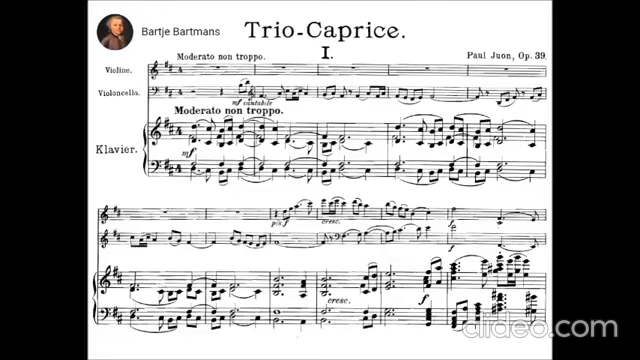 Bartje Bartmans
Trio-Caprice.
I.
Moderato non troppo.
Paul Juon, Op. 39.
Violine.
Violoncello.
mf cantabile
Moderato non troppo.
Klavier.
mf
cresc.
f
cresc.
f
clideo.com